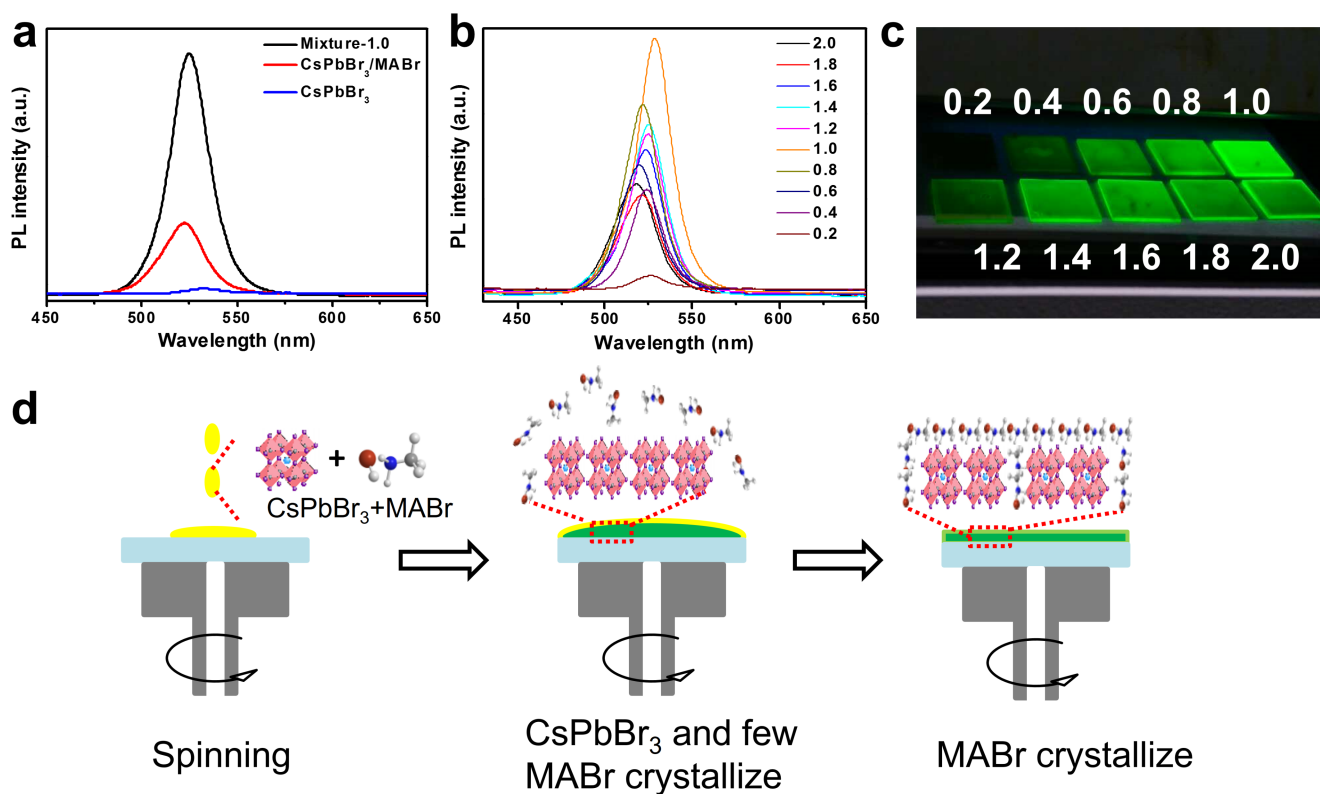 a
PL intensity (a.u.)
Mixture-1.0
CsPbBr₃/MABr
CsPbBr₃
450 500 550 600 650
Wavelength (nm)
b
PL intensity (a.u.)
2.0
1.8
1.6
1.4
1.2
1.0
0.8
0.6
0.4
0.2
500 550 600 650
Wavelength (nm)
c
0.2 0.4 0.6 0.8 1.0
1.2 1.4 1.6 1.8 2.0
d
CsPbBr₃+MABr
Spinning
CsPbBr₃ and few
MABr crystallize
MABr crystallize